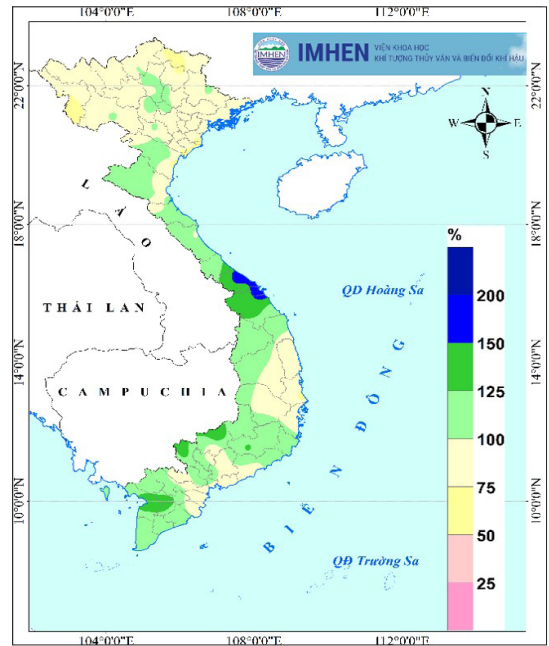 104°0'0"E 108°0'0"E 112°0'0"E
IMHEN
VIỆN KHOA HỌC
KHÍ TƯỢNG THỦY VĂN VÀ BIẾN ĐỔI KHÍ HẬU
22°0'0"N 22°0'0"N
N
W E
S
LÀO
18°0'0"N 18°0'0"N
%
QĐ Hoàng Sa
200
THÁI LAN
150
14°0'0"N 14°0'0"N
125
CAMPUCHIA
100
BIỂN ĐÔNG
75
10°0'0"N 10°0'0"N
50
QĐ Trường Sa
25
104°0'0"E 108°0'0"E 112°0'0"E